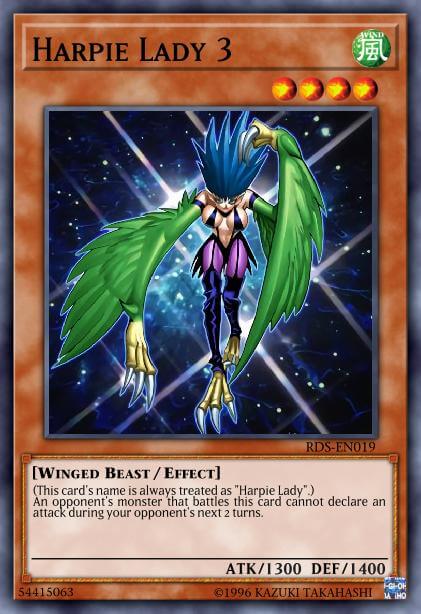 Harpie Lady 3
WIND
風
RDS-EN019
[Winged Beast / Effect]
(This card's name is always treated as "Harpie Lady".)
An opponent's monster that battles this card cannot declare an
attack during your opponent's next 2 turns.
ATK/1300 DEF/1400
54415063
©1996 KAZUKI TAKAHASHI